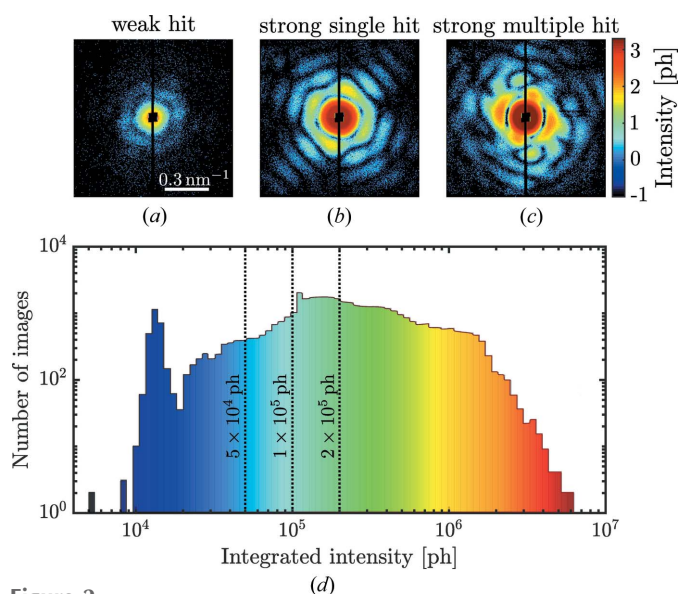 weak hit strong single hit strong multiple hit
3
2
1
0
-1
Intensity [ph]
0.3 nm⁻¹
(a) (b) (c)
10⁴
10²
10⁰
Number of images
5 × 10⁴ ph
1 × 10⁵ ph
2 × 10⁵ ph
10⁴ 10⁵ 10⁶ 10⁷
Integrated intensity [ph]
(d)